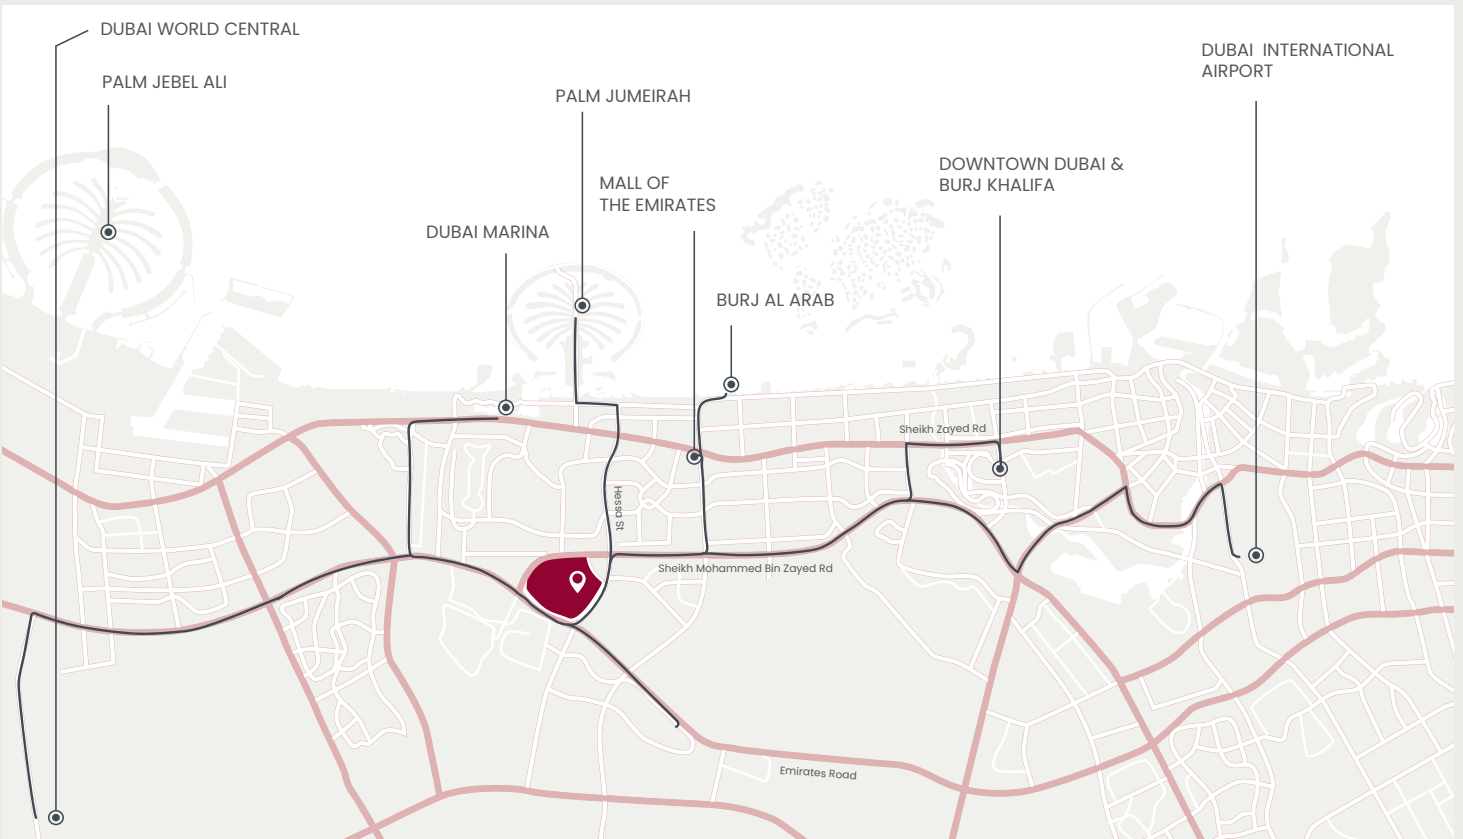 DUBAI WORLD CENTRAL
PALM JEBEL ALI
DUBAI MARINA
PALM JUMEIRAH
MALL OF
THE EMIRATES
BURJ AL ARAB
DOWNTOWN DUBAI &
BURJ KHALIFA
DUBAI INTERNATIONAL
AIRPORT
Sheikh Zayed Rd
Hessa St
Sheikh Mohammed Bin Zayed Rd
Emirates Road